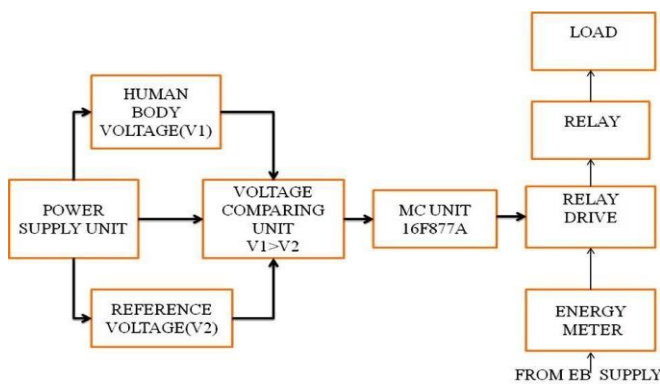 LOAD
HUMAN
BODY
VOLTAGE(V1)
RELAY
POWER
SUPPLY UNIT
VOLTAGE
COMPARING
UNIT
V1>V2
MC UNIT
16F877A
RELAY
DRIVE
REFERENCE
VOLTAGE(V2)
ENERGY
METER
FROM EB SUPPLY